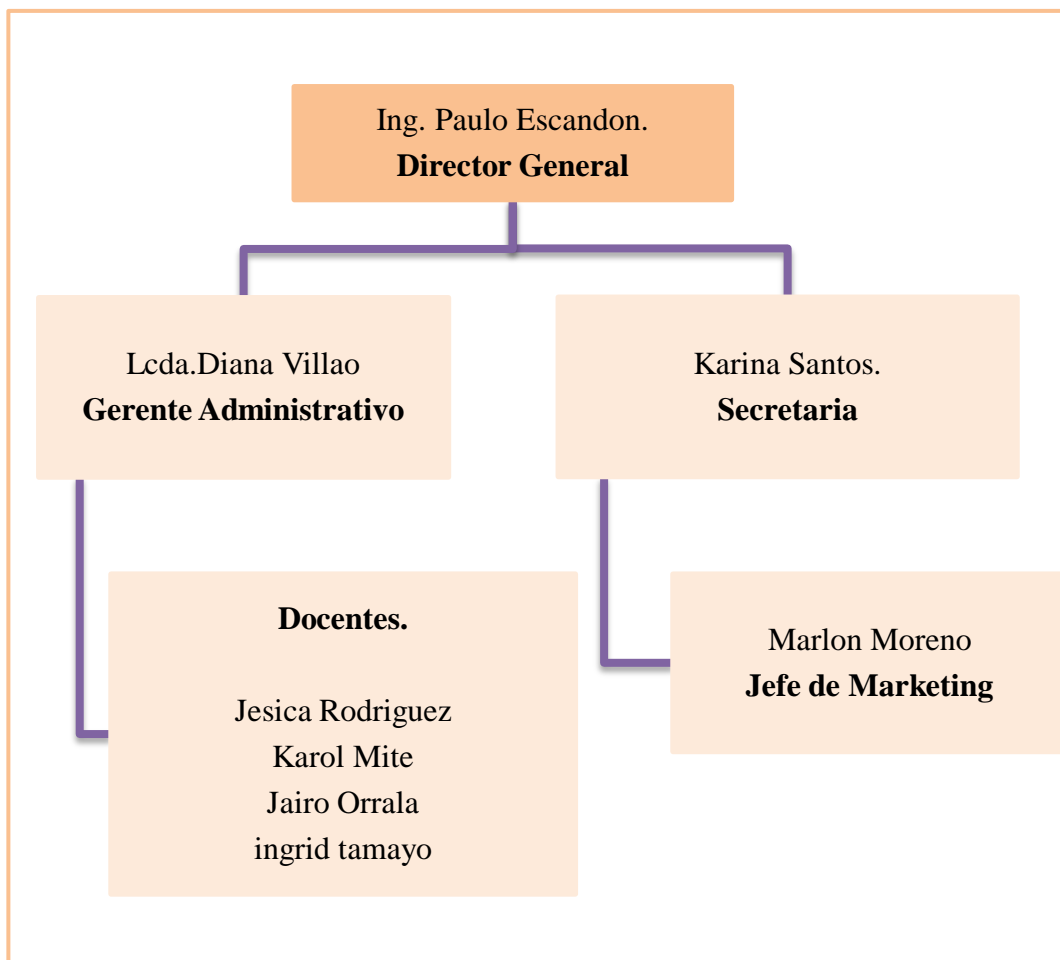 Ing. Paulo Escandon.
Director General
Lcda.Diana Villao
Gerente Administrativo
Karina Santos.
Secretaria
Docentes.
Jesica Rodriguez
Karol Mite
Jairo Orrala
ingrid tamayo
Marlon Moreno
Jefe de Marketing